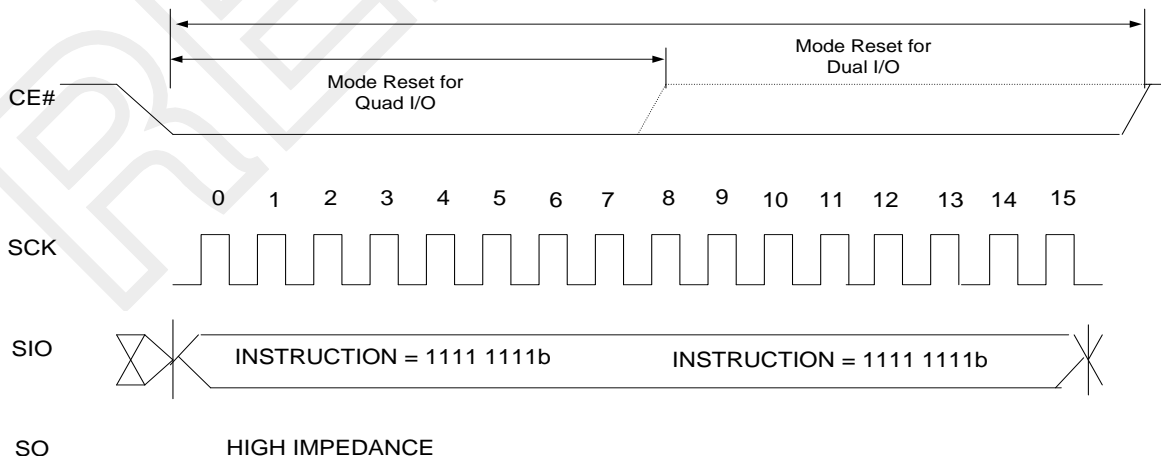 Mode Reset for
Dual I/O
Mode Reset for
Quad I/O
CE#
0 1 2 3 4 5 6 7 8 9 10 11 12 13 14 15
SCK
SIO INSTRUCTION = 1111 1111b INSTRUCTION = 1111 1111b
SO HIGH IMPEDANCE